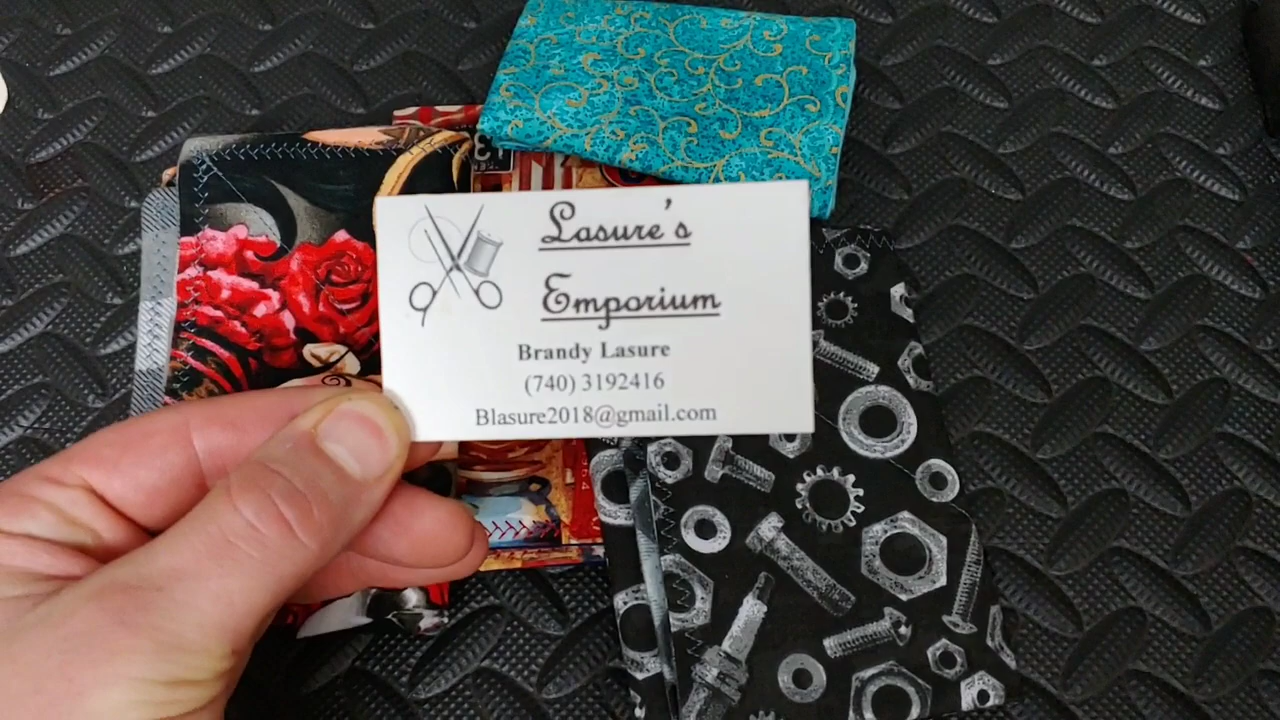 Lasure's
Emporium
Brandy Lasure
(740) 3192416
Blasure2018@gmail.com